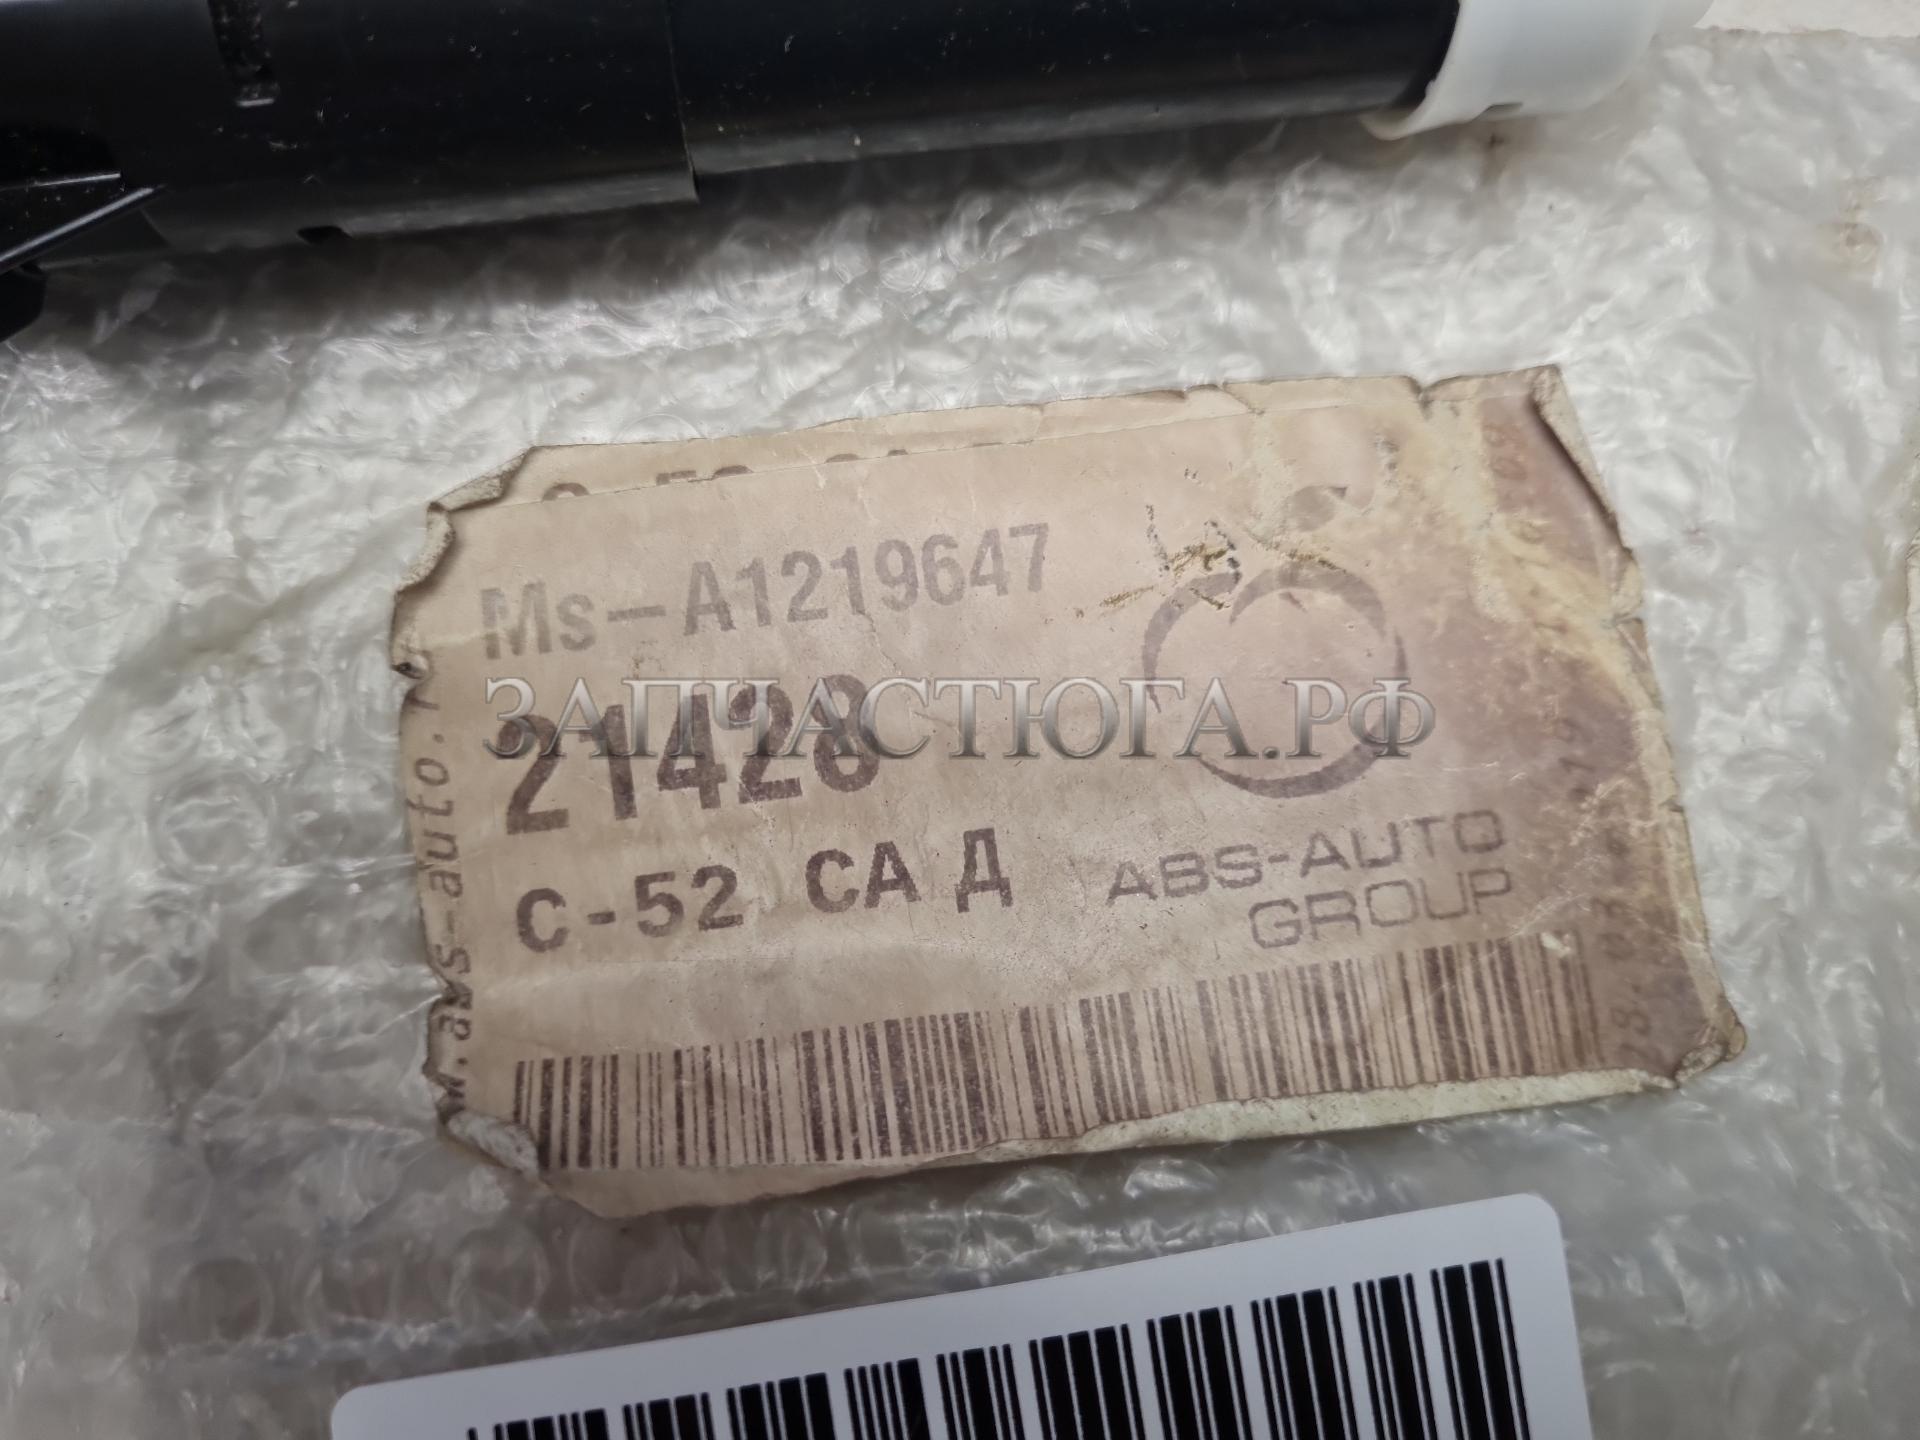 Ms-A1219647
ЗАПЧАСТЮГА.РФ
21428
С-52 СА Д
ABS-AUTO
GROUP